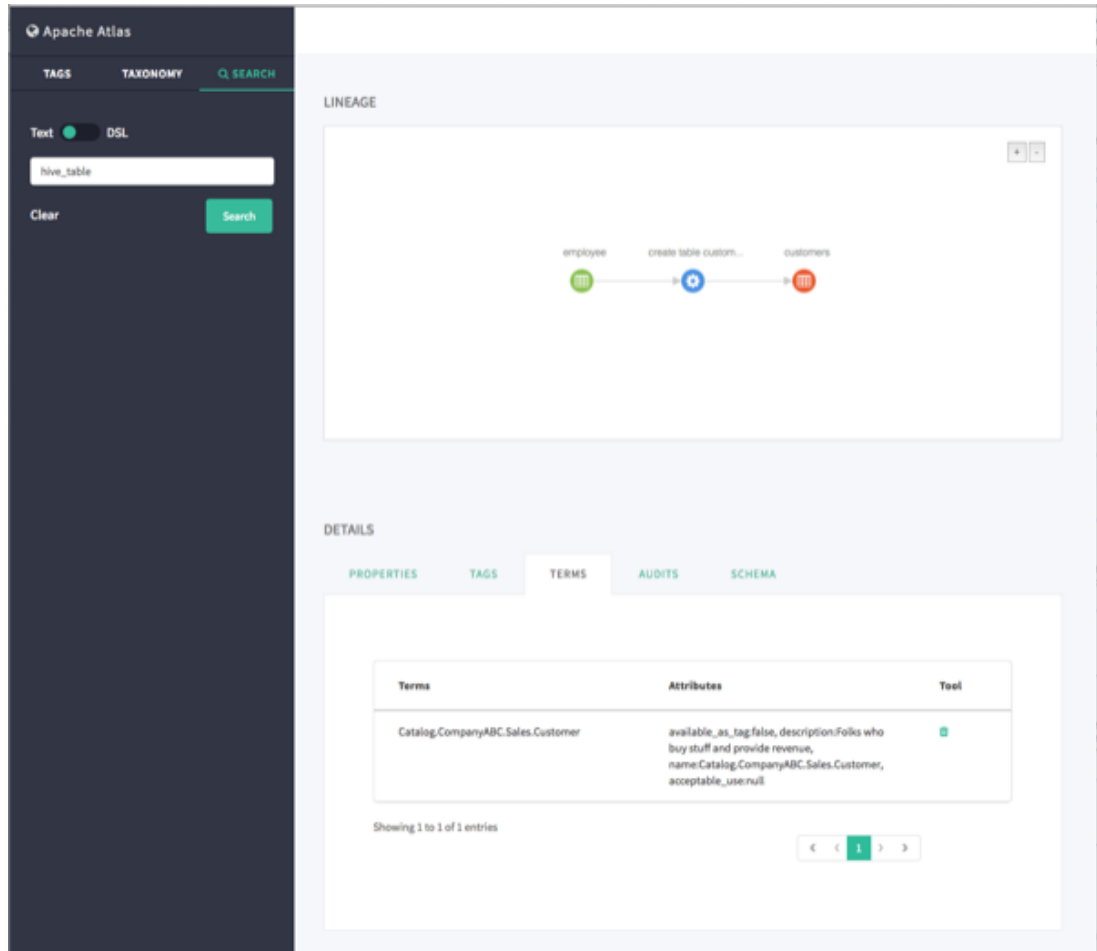 Apache Atlas
TAGS TAXONOMY SEARCH
Text DSL
hive_table
Clear Search
LINEAGE
+ -
employee create table custom... customers
DETAILS
PROPERTIES TAGS TERMS AUDITS SCHEMA
Terms Attributes Tool
Catalog.CompanyABC.Sales.Customer available_as_tag:false, description:Folks who
buy stuff and provide revenue,
name:Catalog.CompanyABC.Sales.Customer,
acceptable_use:null
Showing 1 to 1 of 1 entries
‹ ‹ 1 › ›